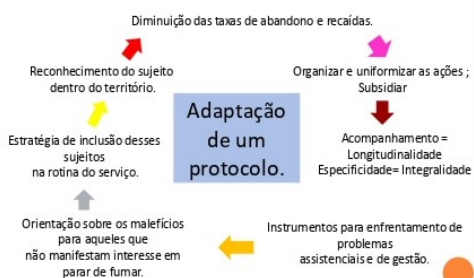 Diminuição das taxas de abandono e recaídas.
Organizar e uniformizar as ações ;
Subsidiar
Acompanhamento =
Longitudinalidade
Especificidade= Integralidade
Instrumentos para enfrentamento de
problemas
assistenciais e de gestão.
Orientação sobre os malefícios
para aqueles que
não manifestam interesse em
parar de fumar.
Estratégia de inclusão desses
sujeitos
na rotina do serviço.
Reconhecimento do sujeito
dentro do território.
Adaptação
de um
protocolo.